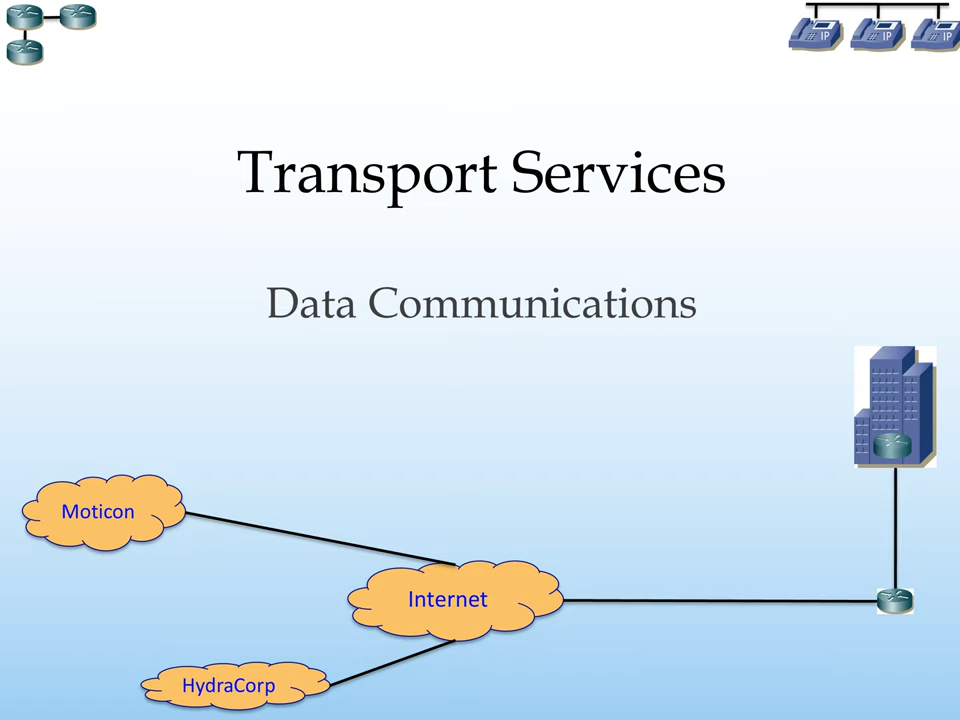 IP IP IP
Transport Services
Data Communications
Moticon
Internet
HydraCorp